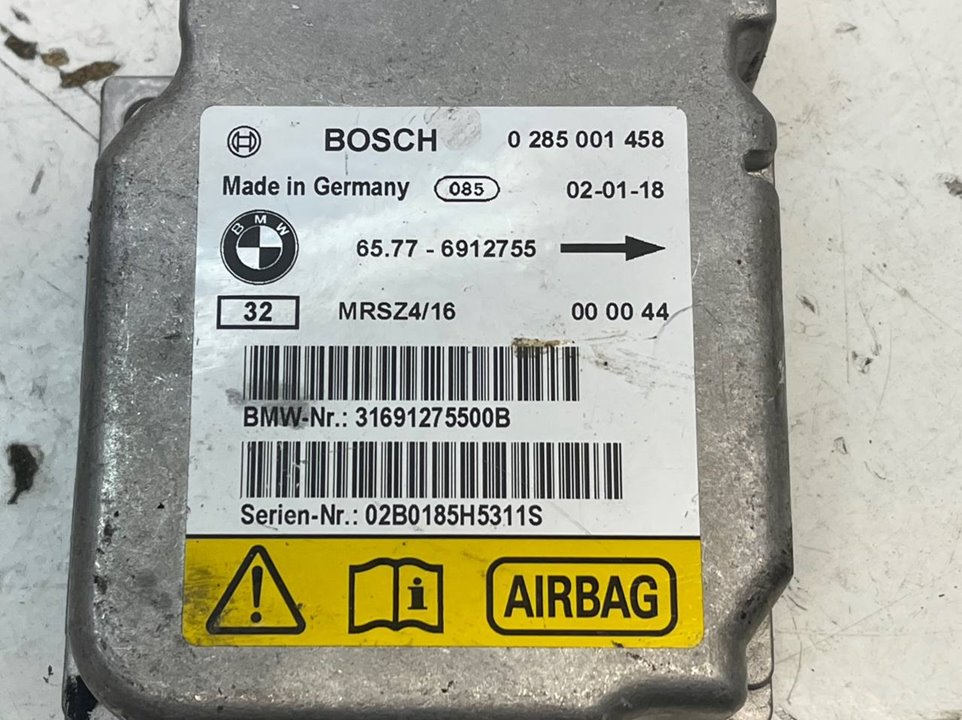 BOSCH 0 285 001 458
Made in Germany 085 02-01-18
BMW 65.77 - 6912755
32 MRSZ4/16 00 00 44
BMW-Nr.: 31691275500B
Serien-Nr.: 02B0185H5311S
! i AIRBAG